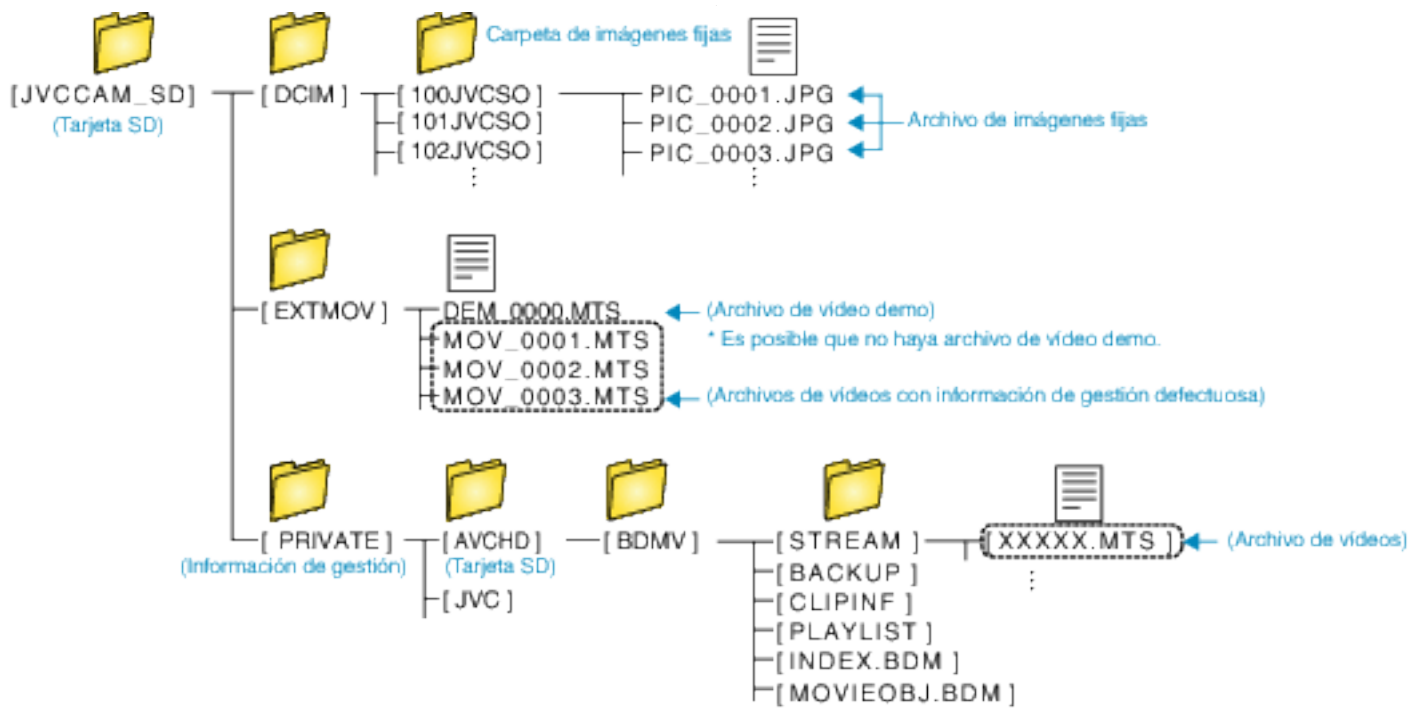 Carpeta de imágenes fijas
[JVCCAM_SD] [DCIM] [100JVCSO] PIC_0001.JPG
(Tarjeta SD) [101JVCSO] PIC_0002.JPG Archivo de imágenes fijas
[102JVCSO] PIC_0003.JPG
[EXTMOV] DEM_0000.MTS (Archivo de vídeo demo)
MOV_0001.MTS * Es posible que no haya archivo de vídeo demo.
MOV_0002.MTS
MOV_0003.MTS (Archivos de vídeos con información de gestión defectuosa)
[PRIVATE] [AVCHD] [BDMV] [STREAM] [XXXXX.MTS] (Archivo de vídeos)
(Información de gestión) (Tarjeta SD) [BACKUP]
[JVC] [CLIPINF]
[PLAYLIST]
[INDEX.BDM]
[MOVIEOBJ.BDM]